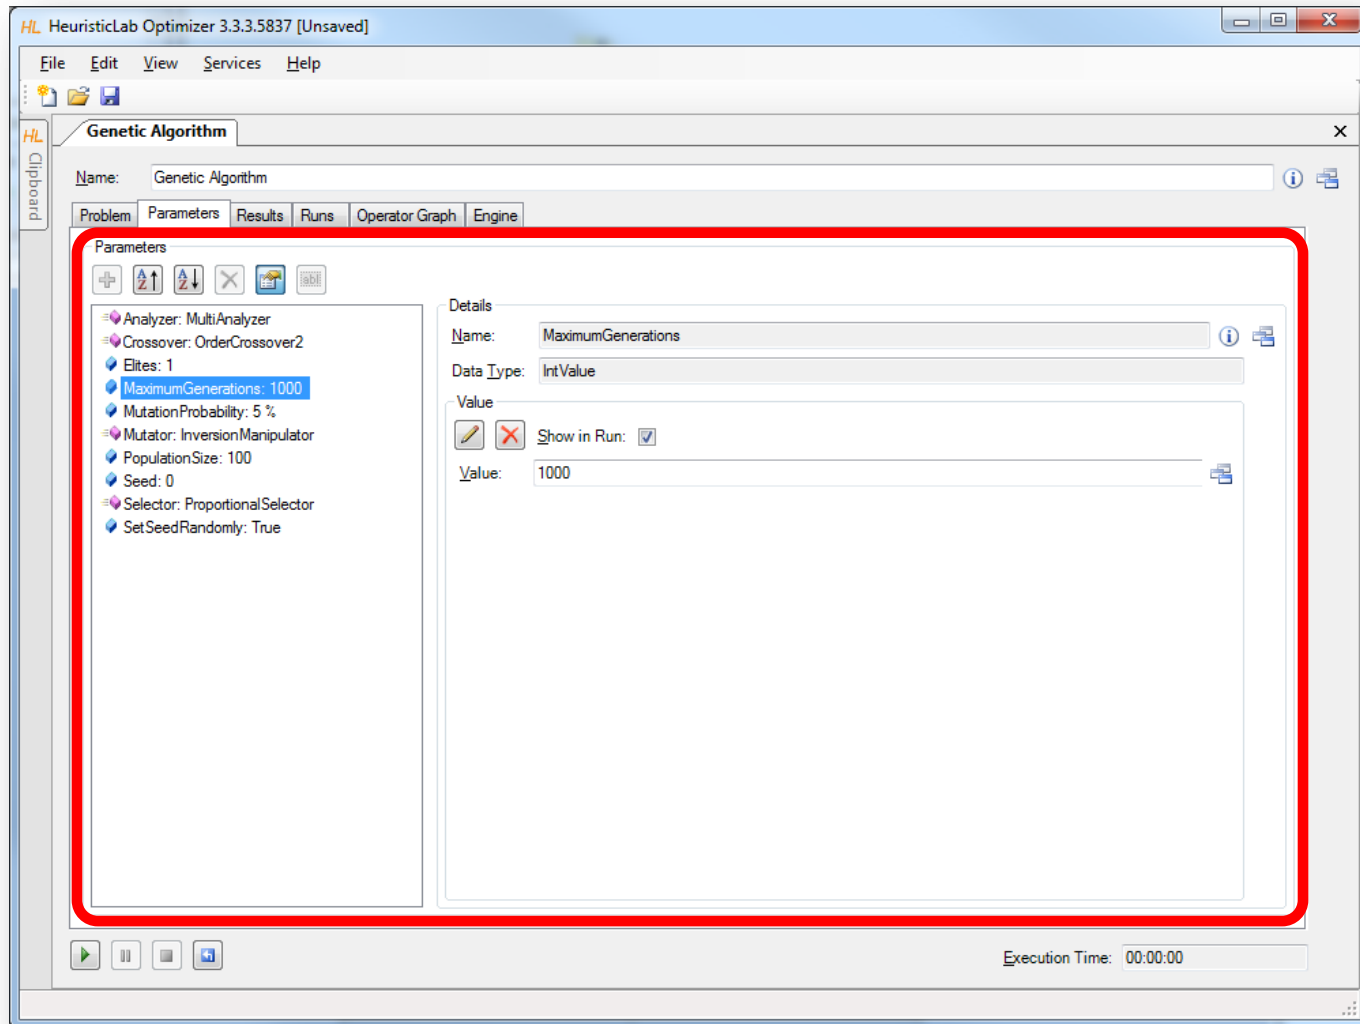 HL HeuristicLab Optimizer 3.3.3.5837 [Unsaved]
File Edit View Services Help
HL Clipboard
Genetic Algorithm
Name: Genetic Algorithm
Problem Parameters Results Runs Operator Graph Engine
Parameters
Analyzer: MultiAnalyzer
Crossover: OrderCrossover2
Elites: 1
MaximumGenerations: 1000
MutationProbability: 5 %
Mutator: InversionManipulator
PopulationSize: 100
Seed: 0
Selector: ProportionalSelector
SetSeedRandomly: True
Details
Name: MaximumGenerations
Data Type: IntValue
Value
Show in Run:
Value: 1000
Execution Time: 00:00:00